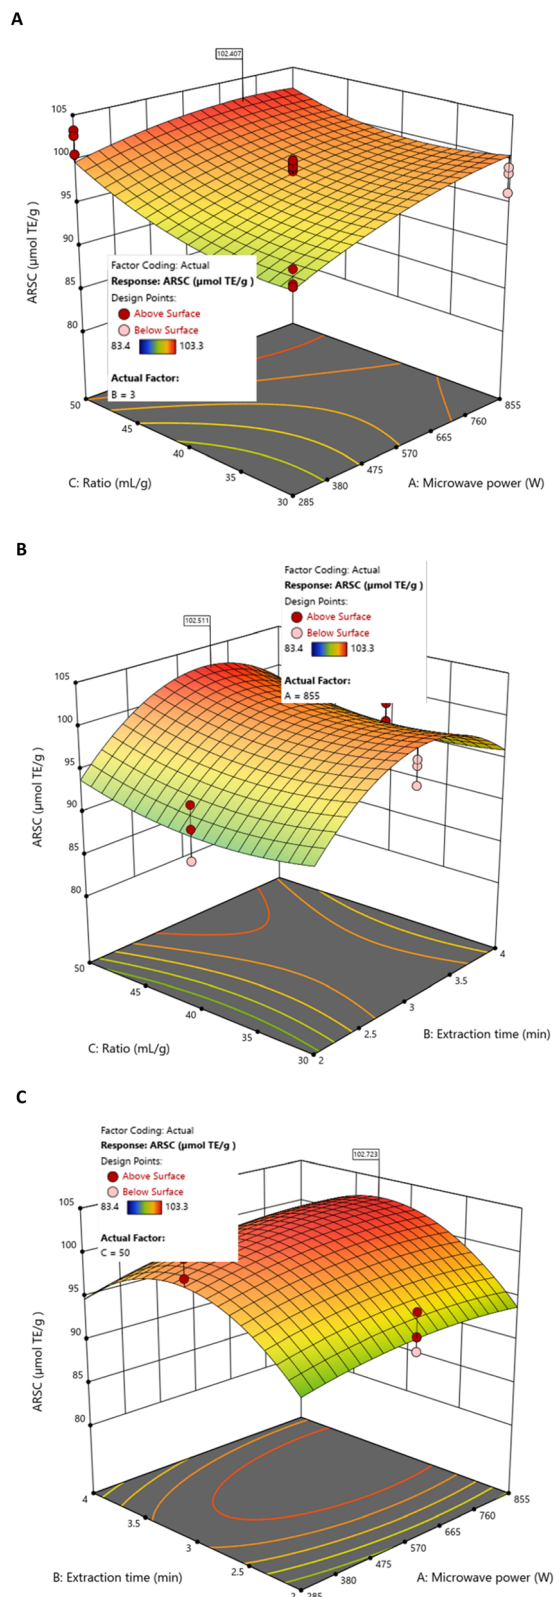 A
102.407
105
100
95
90
85
80
ARSC (µmol TE/g )
Factor Coding: Actual
Response: ARSC (µmol TE/g )
Design Points:
Above Surface
Below Surface
83.4 103.3
Actual Factor:
B = 3
50
45
40
35
30
C: Ratio (mL/g)
285
380
475
570
665
760
855
A: Microwave power (W)
B
Factor Coding: Actual
Response: ARSC (µmol TE/g )
Design Points:
Above Surface
Below Surface
83.4 103.3
Actual Factor:
A = 855
102.511
105
100
95
90
85
80
ARSC (µmol TE/g )
50
45
40
35
30
C: Ratio (mL/g)
2
2.5
3
3.5
4
B: Extraction time (min)
C
Factor Coding: Actual
Response: ARSC (µmol TE/g )
Design Points:
Above Surface
Below Surface
83.4 103.3
Actual Factor:
C = 50
102.723
105
100
95
90
85
80
ARSC (µmol TE/g )
4
3.5
3
2.5
2
B: Extraction time (min)
285
380
475
570
665
760
855
A: Microwave power (W)